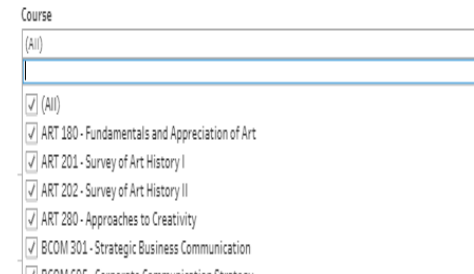 Course
(All)
(All)
ART 180 - Fundamentals and Appreciation of Art
ART 201 - Survey of Art History I
ART 202 - Survey of Art History II
ART 280 - Approaches to Creativity
BCOM 301 - Strategic Business Communication